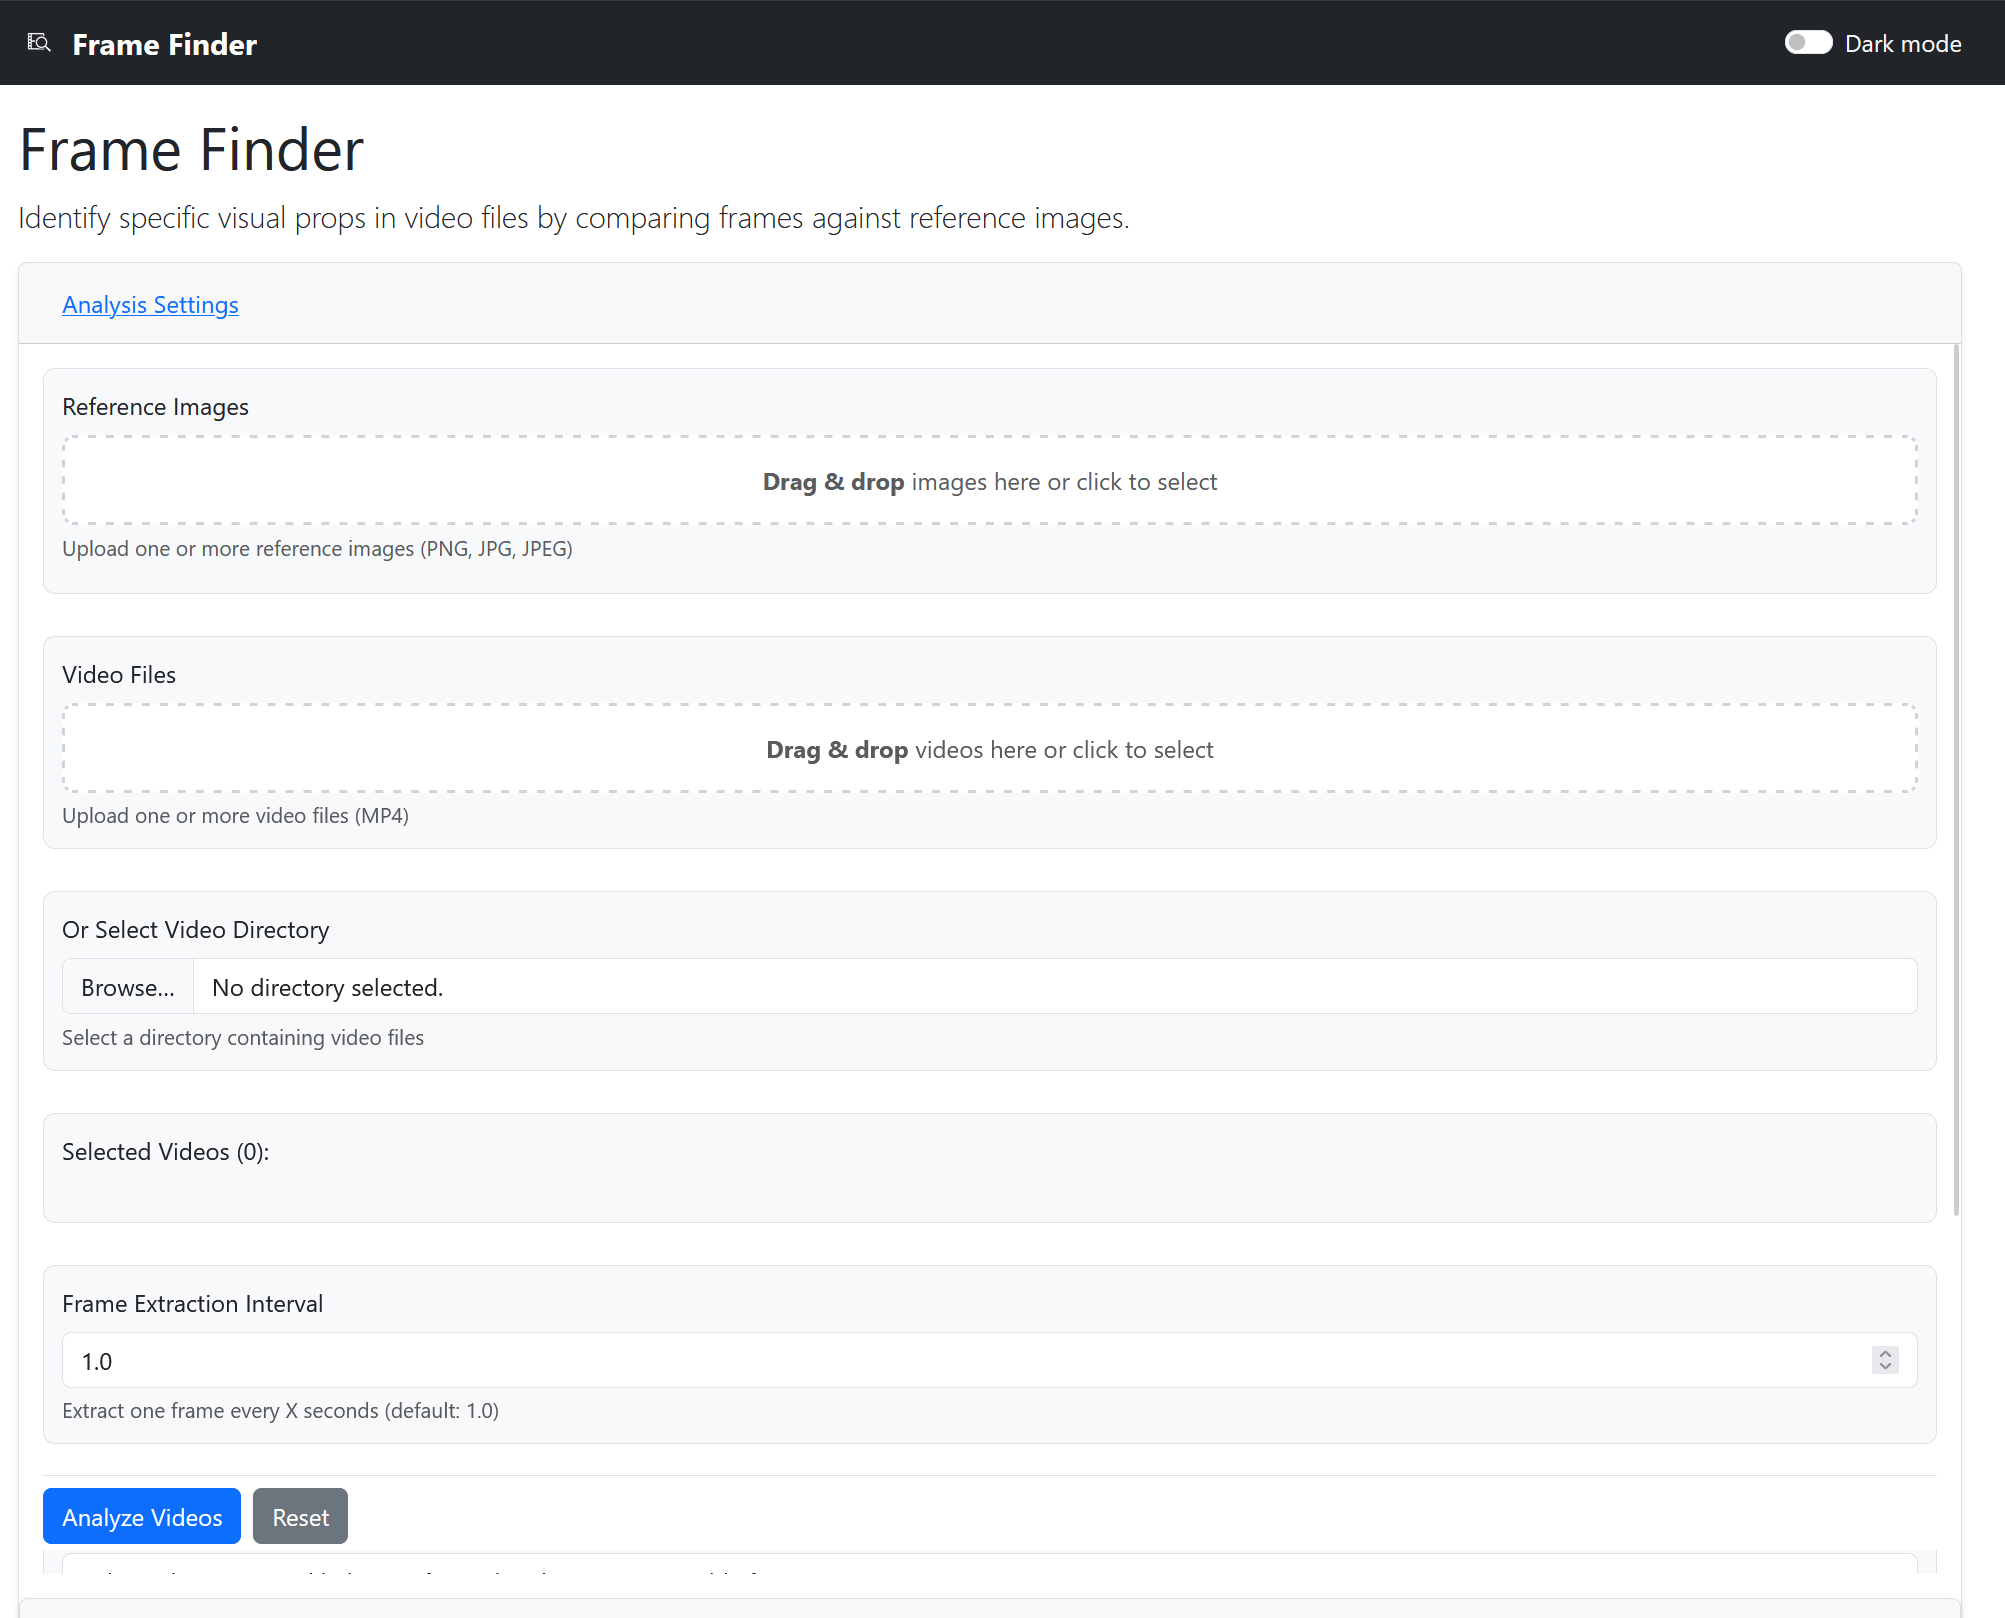 Frame Finder
Dark mode
Frame Finder
Identify specific visual props in video files by comparing frames against reference images.
Analysis Settings
Reference Images
Drag & drop images here or click to select
Upload one or more reference images (PNG, JPG, JPEG)
Video Files
Drag & drop videos here or click to select
Upload one or more video files (MP4)
Or Select Video Directory
Browse... No directory selected.
Select a directory containing video files
Selected Videos (0):
Frame Extraction Interval
1.0
Extract one frame every X seconds (default: 1.0)
Analyze Videos
Reset